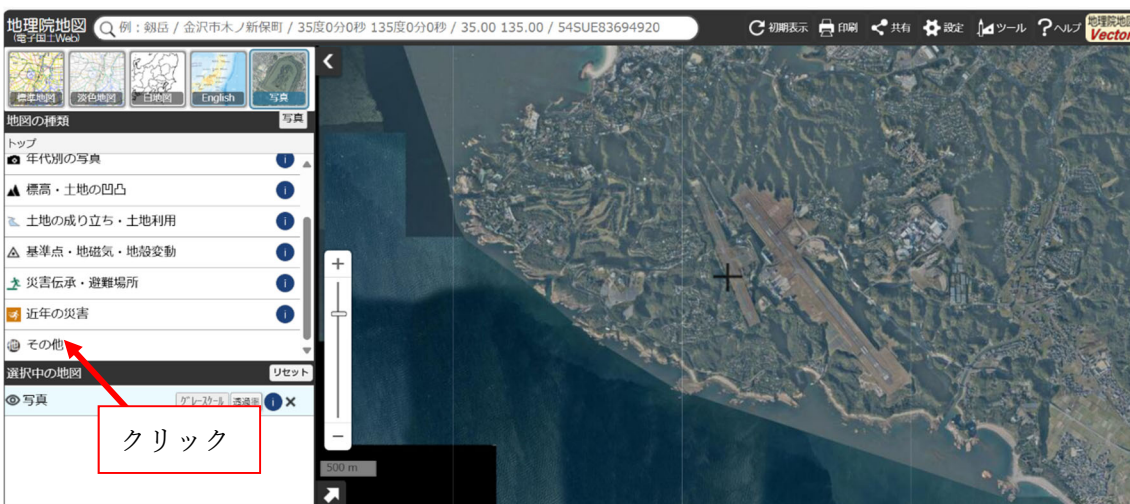 地理院地図
(電子国土Web)
例：剱岳 / 金沢市木ノ新保町 / 35度0分0秒 135度0分0秒 / 35.00 135.00 / 54SUE83694920
初期表示
印刷
共有
設定
ツール
ヘルプ
地理院地図
Vector
標準地図
淡色地図
白地図
English
写真
地図の種類
写真
トップ
年代別の写真
標高・土地の凹凸
土地の成り立ち・土地利用
基準点・地磁気・地殻変動
災害伝承・避難場所
近年の災害
その他
選択中の地図
リセット
写真
グレースケール
透過率
クリック
500 m